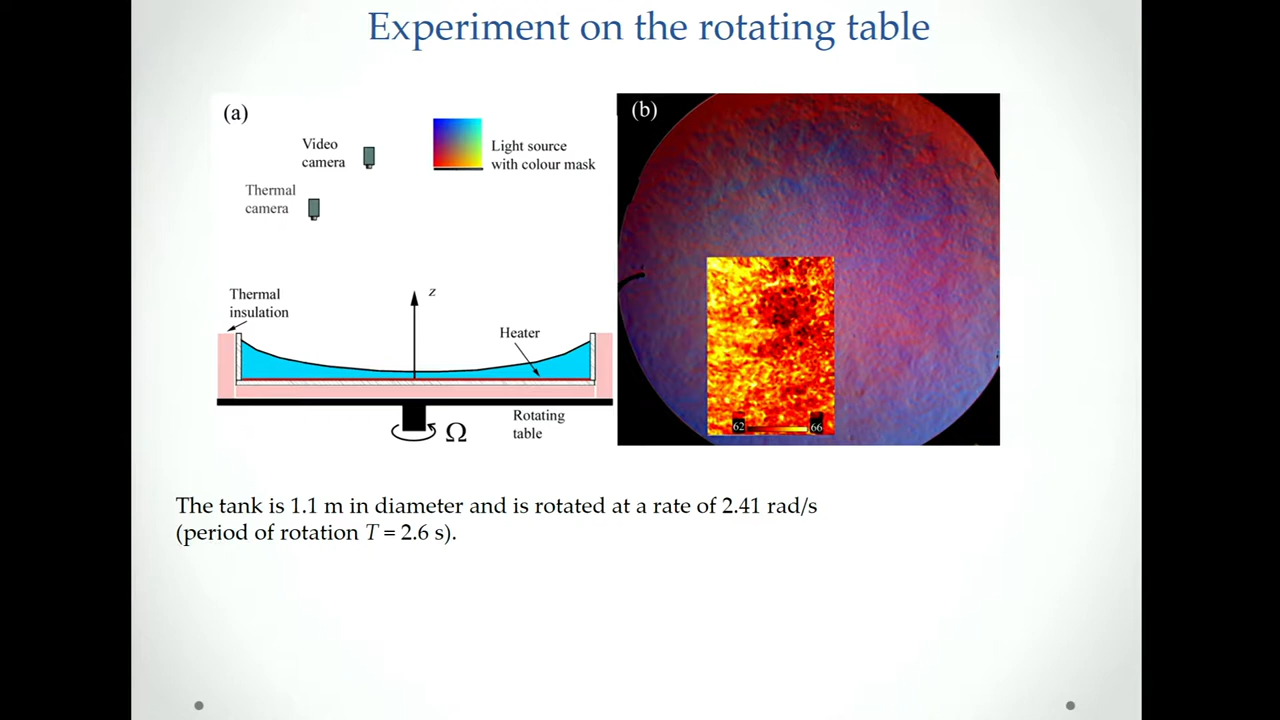 Experiment on the rotating table
(a)
Video
camera
Light source
with colour mask
Thermal
camera
z
Thermal
insulation
Heater
Rotating
table
Ω
(b)
62
66
The tank is 1.1 m in diameter and is rotated at a rate of 2.41 rad/s
(period of rotation T = 2.6 s).